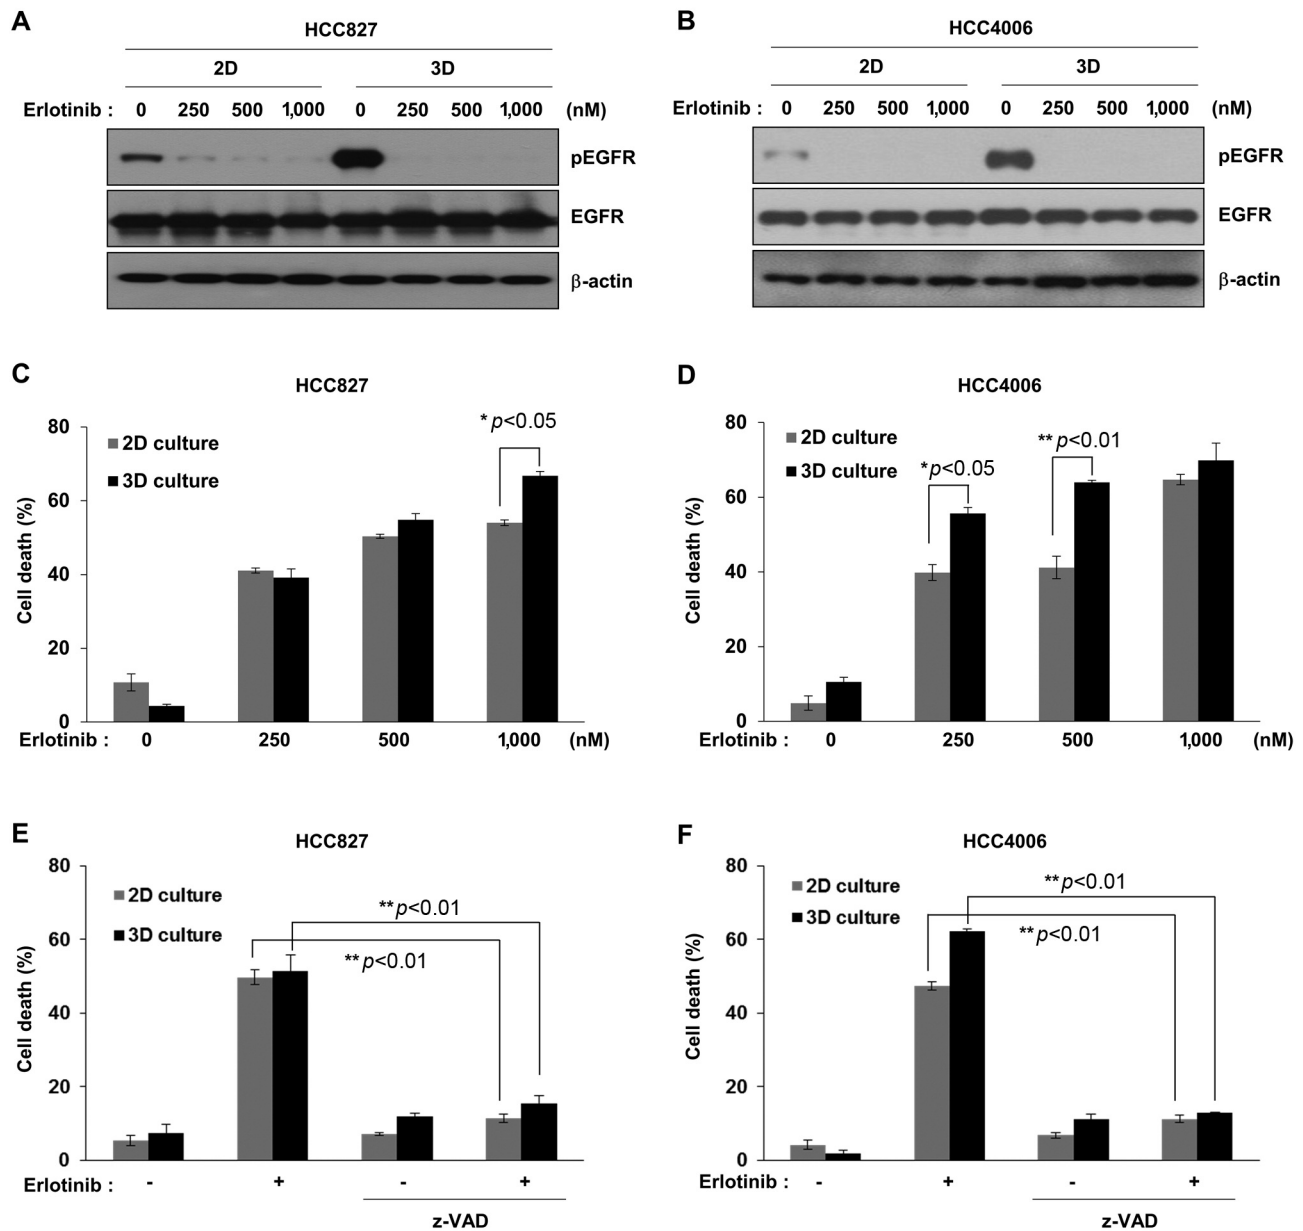 A
HCC827
2D 3D
Erlotinib : 0 250 500 1,000 0 250 500 1,000 (nM)
pEGFR
EGFR
β-actin
B
HCC4006
2D 3D
Erlotinib : 0 250 500 1,000 0 250 500 1,000 (nM)
pEGFR
EGFR
β-actin
C
HCC827
80
60
40
20
0
Cell death (%)
2D culture
3D culture
* p<0.05
Erlotinib : 0 250 500 1,000 (nM)
D
HCC4006
80
60
40
20
0
Cell death (%)
2D culture
3D culture
*p<0.05
**p<0.01
Erlotinib : 0 250 500 1,000 (nM)
E
HCC827
80
60
40
20
0
Cell death (%)
2D culture
3D culture
**p<0.01
**p<0.01
Erlotinib : - + - +
z-VAD
F
HCC4006
80
60
40
20
0
Cell death (%)
2D culture
3D culture
**p<0.01
**p<0.01
Erlotinib : - + - +
z-VAD